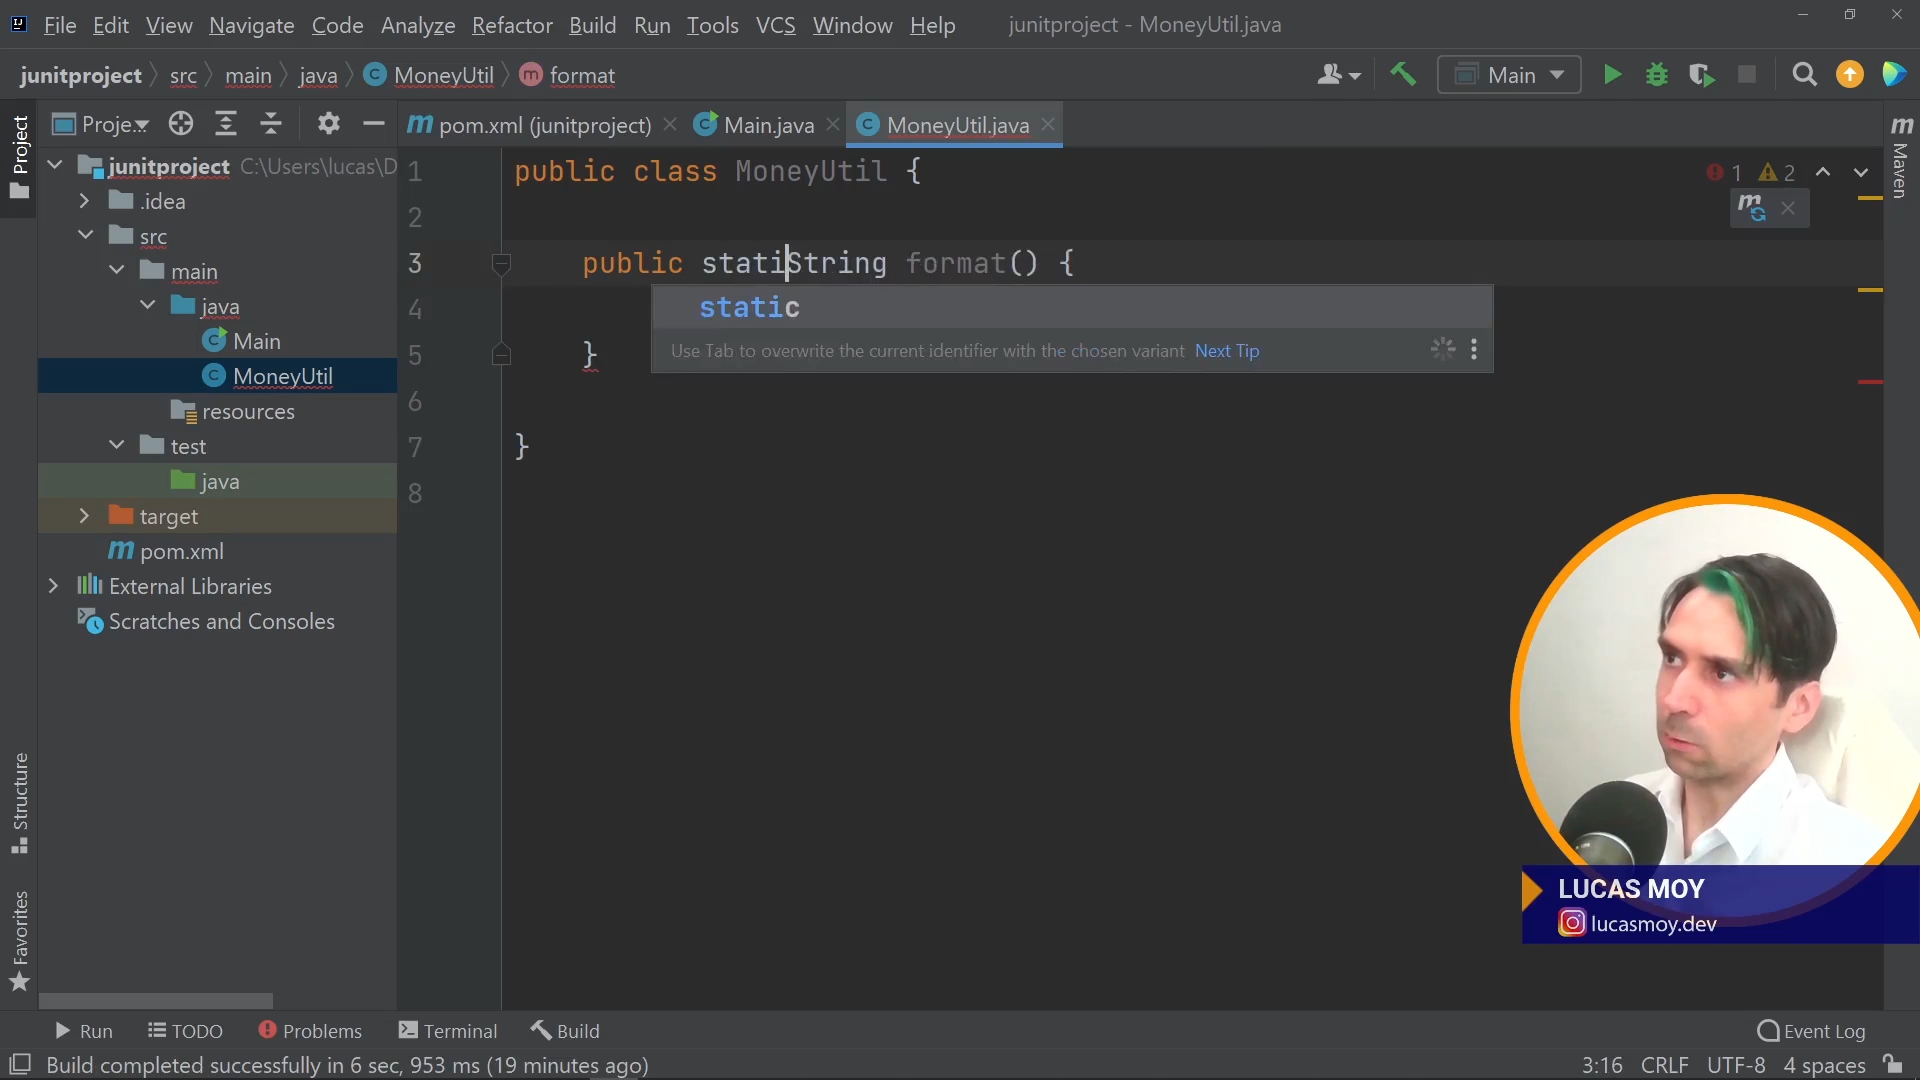 File Edit View Navigate Code Analyze Refactor Build Run Tools VCS Window Help junitproject - MoneyUtil.java
junitproject src main java MoneyUtil format
Main
Project
Proje...
pom.xml (junitproject) Main.java MoneyUtil.java
junitproject C:\Users\lucas\D
.idea
src
main
java
Main
MoneyUtil
resources
test
java
target
pom.xml
External Libraries
Scratches and Consoles
Structure
Favorites
1 public class MoneyUtil {
2
3 public statiString format() {
4
5 }
6
7 }
8
static
Use Tab to overwrite the current identifier with the chosen variant Next Tip
1 2
Maven
LUCAS MOY
lucasmoy.dev
Run TODO Problems Terminal Build Event Log
Build completed successfully in 6 sec, 953 ms (19 minutes ago) 3:16 CRLF UTF-8 4 spaces